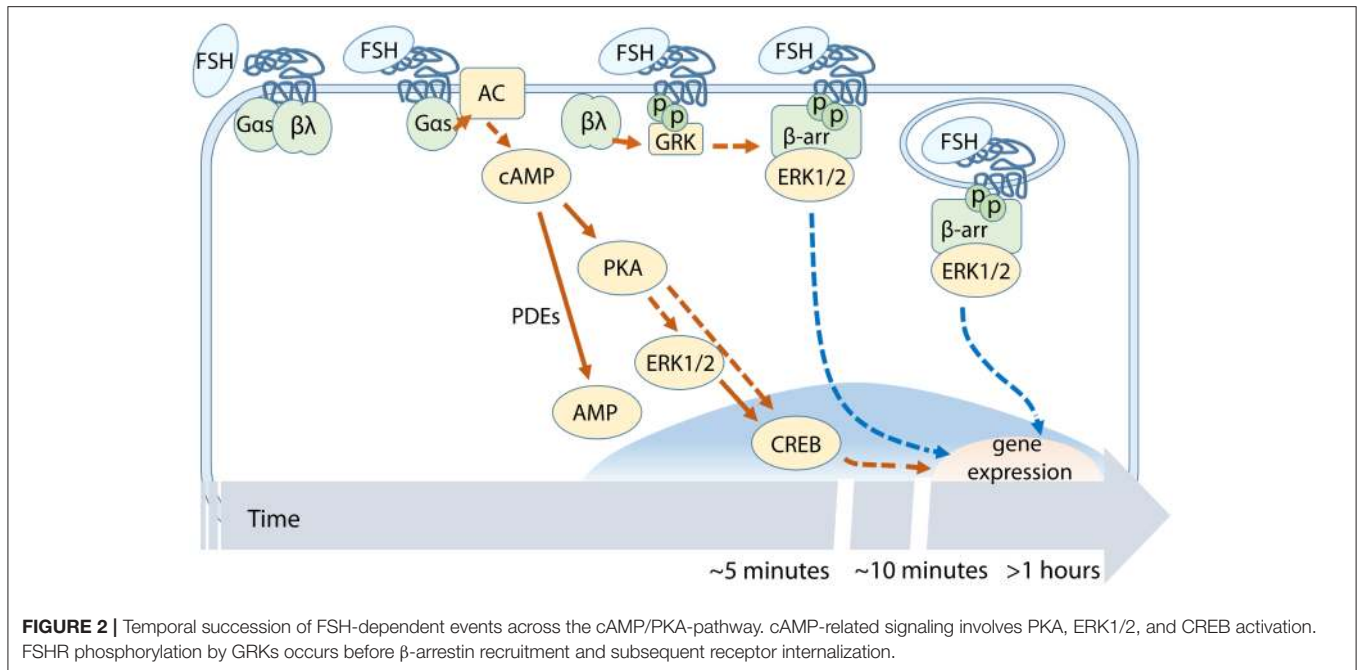 FSH
FSH
FSH
FSH
AC
Gαs
βλ
Gαs
βλ
p
p
GRK
p
p
β-arr
ERK1/2
FSH
p
p
β-arr
ERK1/2
cAMP
PKA
PDEs
ERK1/2
AMP
CREB
gene
expression
Time
~5 minutes
~10 minutes
>1 hours
FIGURE 2 | Temporal succession of FSH-dependent events across the cAMP/PKA-pathway. cAMP-related signaling involves PKA, ERK1/2, and CREB activation.
FSHR phosphorylation by GRKs occurs before β-arrestin recruitment and subsequent receptor internalization.